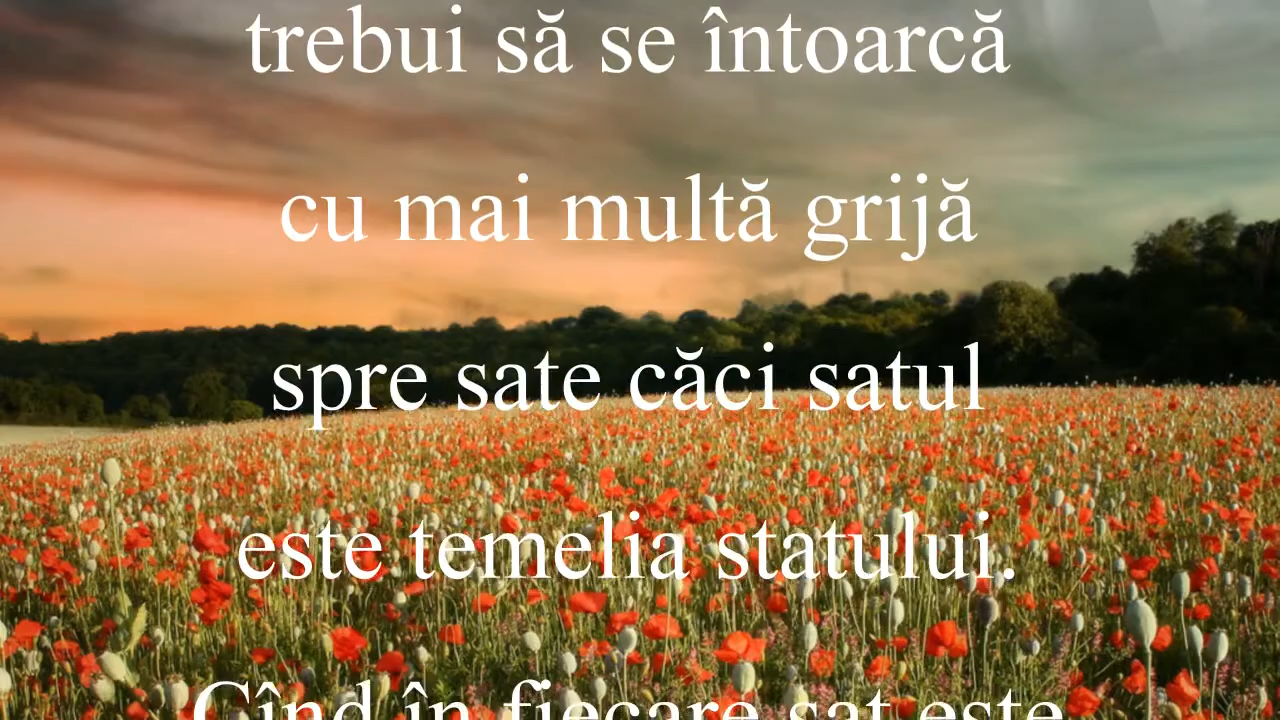 trebui să se întoarcă
cu mai multă grijă
spre sate căci satul
este temelia statului.
Cînd în fiecare sat este